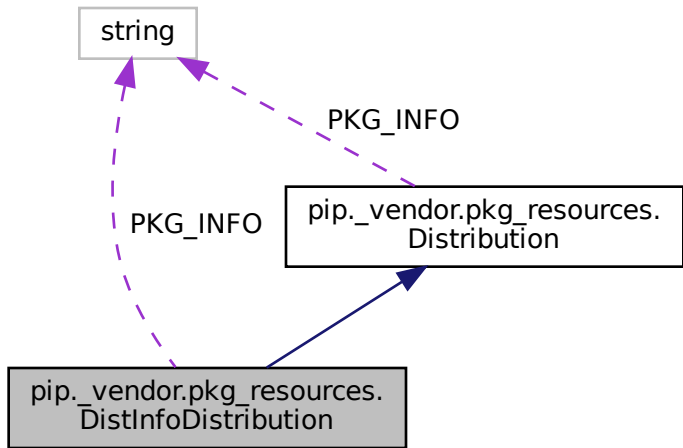 string
PKG_INFO
pip._vendor.pkg_resources.
Distribution
PKG_INFO
pip._vendor.pkg_resources.
DistInfoDistribution